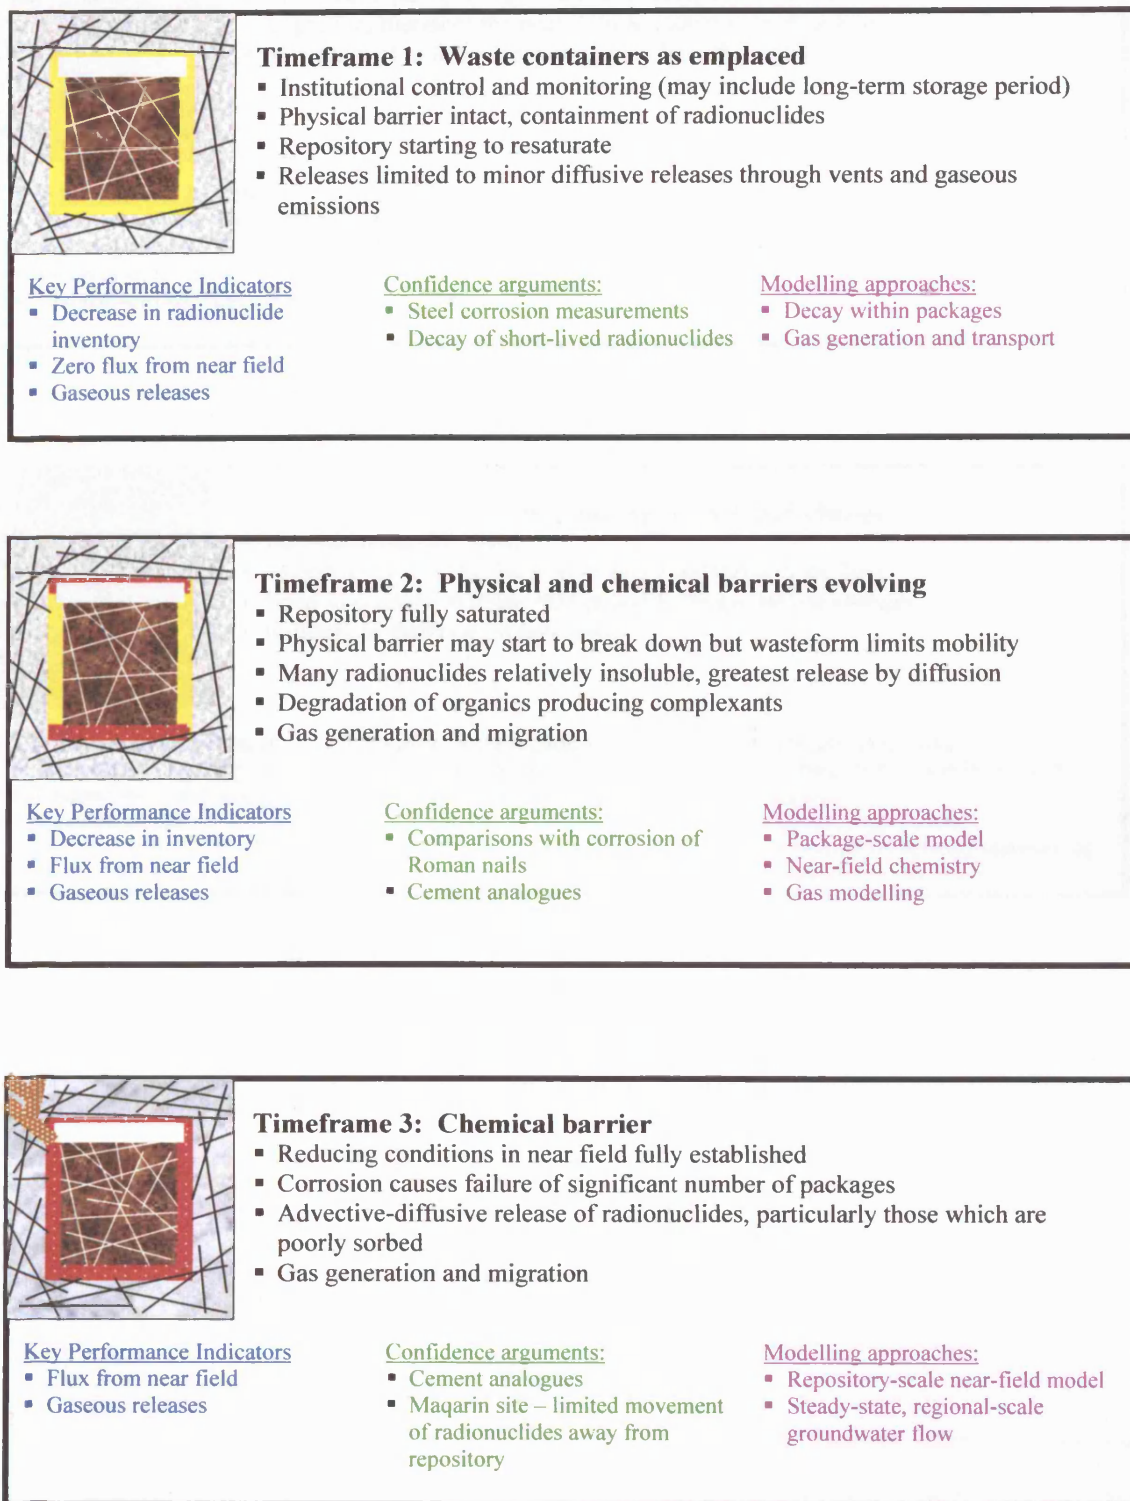 Timeframe 1: Waste containers as emplaced
▪ Institutional control and monitoring (may include long-term storage period)
▪ Physical barrier intact, containment of radionuclides
▪ Repository starting to resaturate
▪ Releases limited to minor diffusive releases through vents and gaseous
emissions
Key Performance Indicators
▪ Decrease in radionuclide
inventory
▪ Zero flux from near field
▪ Gaseous releases
Confidence arguments:
▪ Steel corrosion measurements
▪ Decay of short-lived radionuclides
Modelling approaches:
▪ Decay within packages
▪ Gas generation and transport
Timeframe 2: Physical and chemical barriers evolving
▪ Repository fully saturated
▪ Physical barrier may start to break down but wasteform limits mobility
▪ Many radionuclides relatively insoluble, greatest release by diffusion
▪ Degradation of organics producing complexants
▪ Gas generation and migration
Key Performance Indicators
▪ Decrease in inventory
▪ Flux from near field
▪ Gaseous releases
Confidence arguments:
▪ Comparisons with corrosion of
Roman nails
▪ Cement analogues
Modelling approaches:
▪ Package-scale model
▪ Near-field chemistry
▪ Gas modelling
Timeframe 3: Chemical barrier
▪ Reducing conditions in near field fully established
▪ Corrosion causes failure of significant number of packages
▪ Advective-diffusive release of radionuclides, particularly those which are
poorly sorbed
▪ Gas generation and migration
Key Performance Indicators
▪ Flux from near field
▪ Gaseous releases
Confidence arguments:
▪ Cement analogues
▪ Maqarin site – limited movement
of radionuclides away from
repository
Modelling approaches:
▪ Repository-scale near-field model
▪ Steady-state, regional-scale
groundwater flow